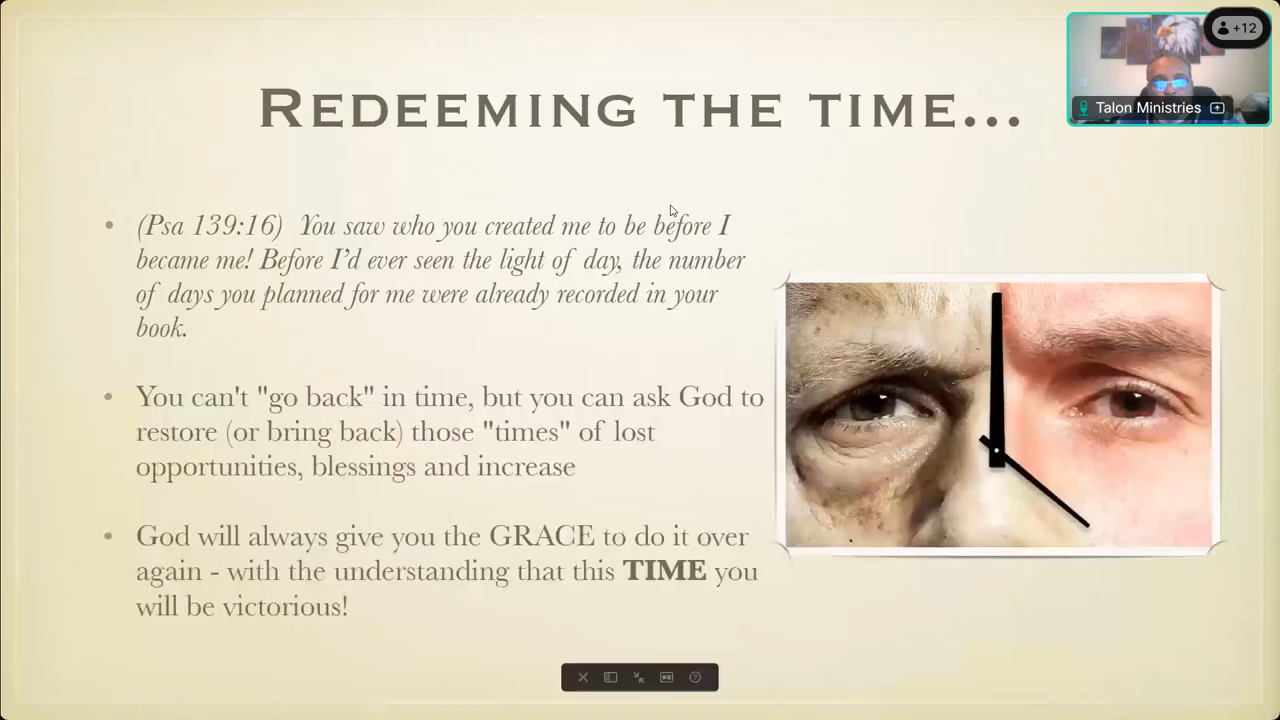 +12
Talon Ministries
REDEEMING THE TIME...
• (Psa 139:16) You saw who you created me to be before I
became me! Before I'd ever seen the light of day, the number
of days you planned for me were already recorded in your
book.
• You can't "go back" in time, but you can ask God to
restore (or bring back) those "times" of lost
opportunities, blessings and increase
• God will always give you the GRACE to do it over
again - with the understanding that this TIME you
will be victorious!